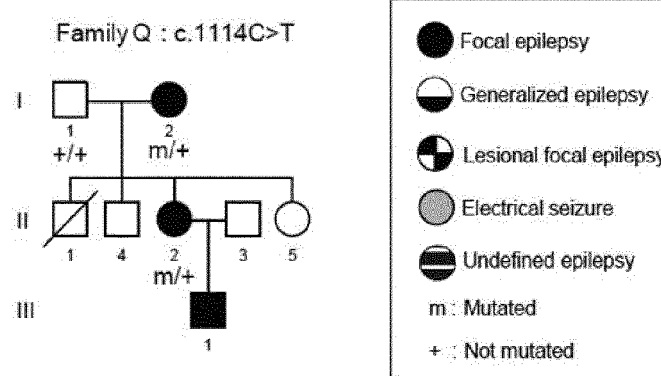 Family Q : c.1114C>T
I
1
2
+/+
m/+
II
1
4
2
3
5
m/+
III
1
Focal epilepsy
Generalized epilepsy
Lesional focal epilepsy
Electrical seizure
Undefined epilepsy
m : Mutated
+ : Not mutated